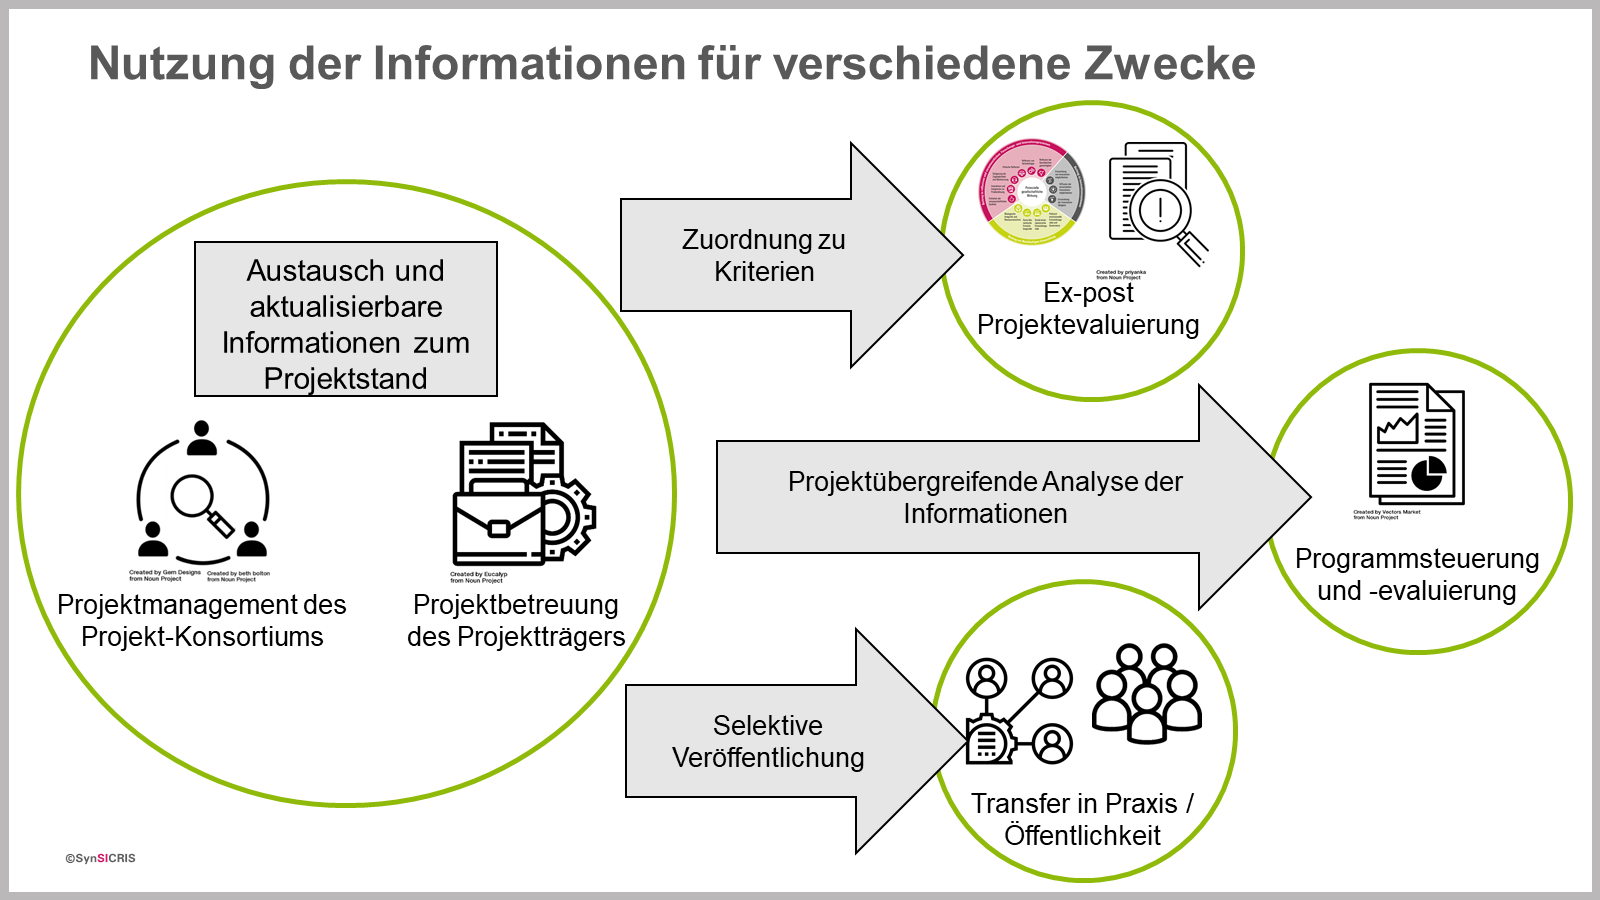 Nutzung der Informationen für verschiedene Zwecke
Austausch und
aktualisierbare
Informationen zum
Projektstand
Created by Gem Designs
from Noun Project
Created by beth bolton
from Noun Project
Projektmanagement des
Projekt-Konsortiums
Created by Eucalyp
from Noun Project
Projektbetreuung
des Projektträgers
Zuordnung zu
Kriterien
Created by priyanka
from Noun Project
Ex-post
Projektevaluierung
Projektübergreifende Analyse der
Informationen
Created by Vectors Market
from Noun Project
Programmsteuerung
und -evaluierung
Selektive
Veröffentlichung
Transfer in Praxis /
Öffentlichkeit
©SynSICRIS